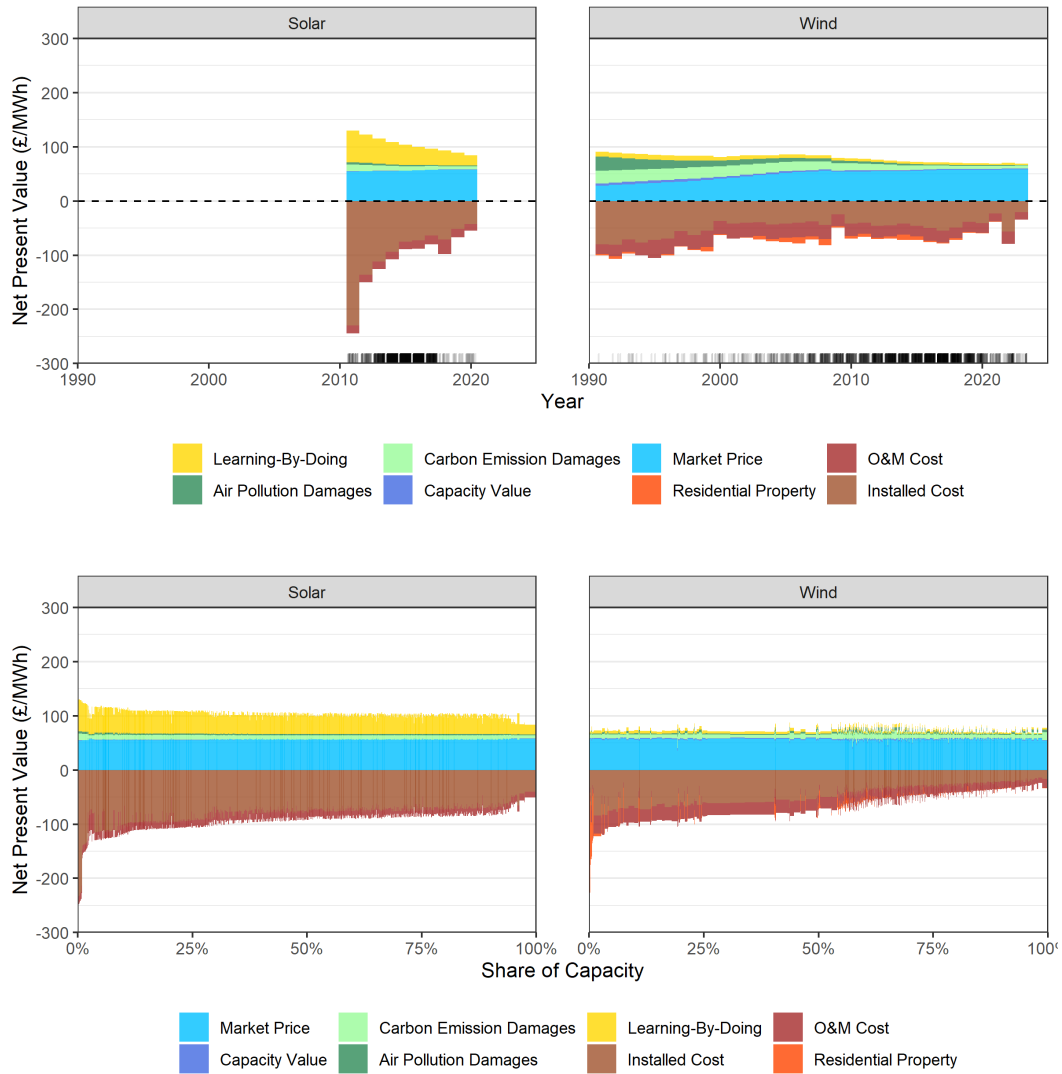 Solar Wind
Net Present Value (£/MWh)
300 200 100 0 -100 -200 -300
1990 2000 2010 2020 1990 2000 2010 2020
Year
Learning-By-Doing Carbon Emission Damages Market Price O&M Cost
Air Pollution Damages Capacity Value Residential Property Installed Cost
Solar Wind
Net Present Value (£/MWh)
300 200 100 0 -100 -200 -300
0% 25% 50% 75% 100% 0% 25% 50% 75% 100%
Share of Capacity
Market Price Carbon Emission Damages Learning-By-Doing O&M Cost
Capacity Value Air Pollution Damages Installed Cost Residential Property